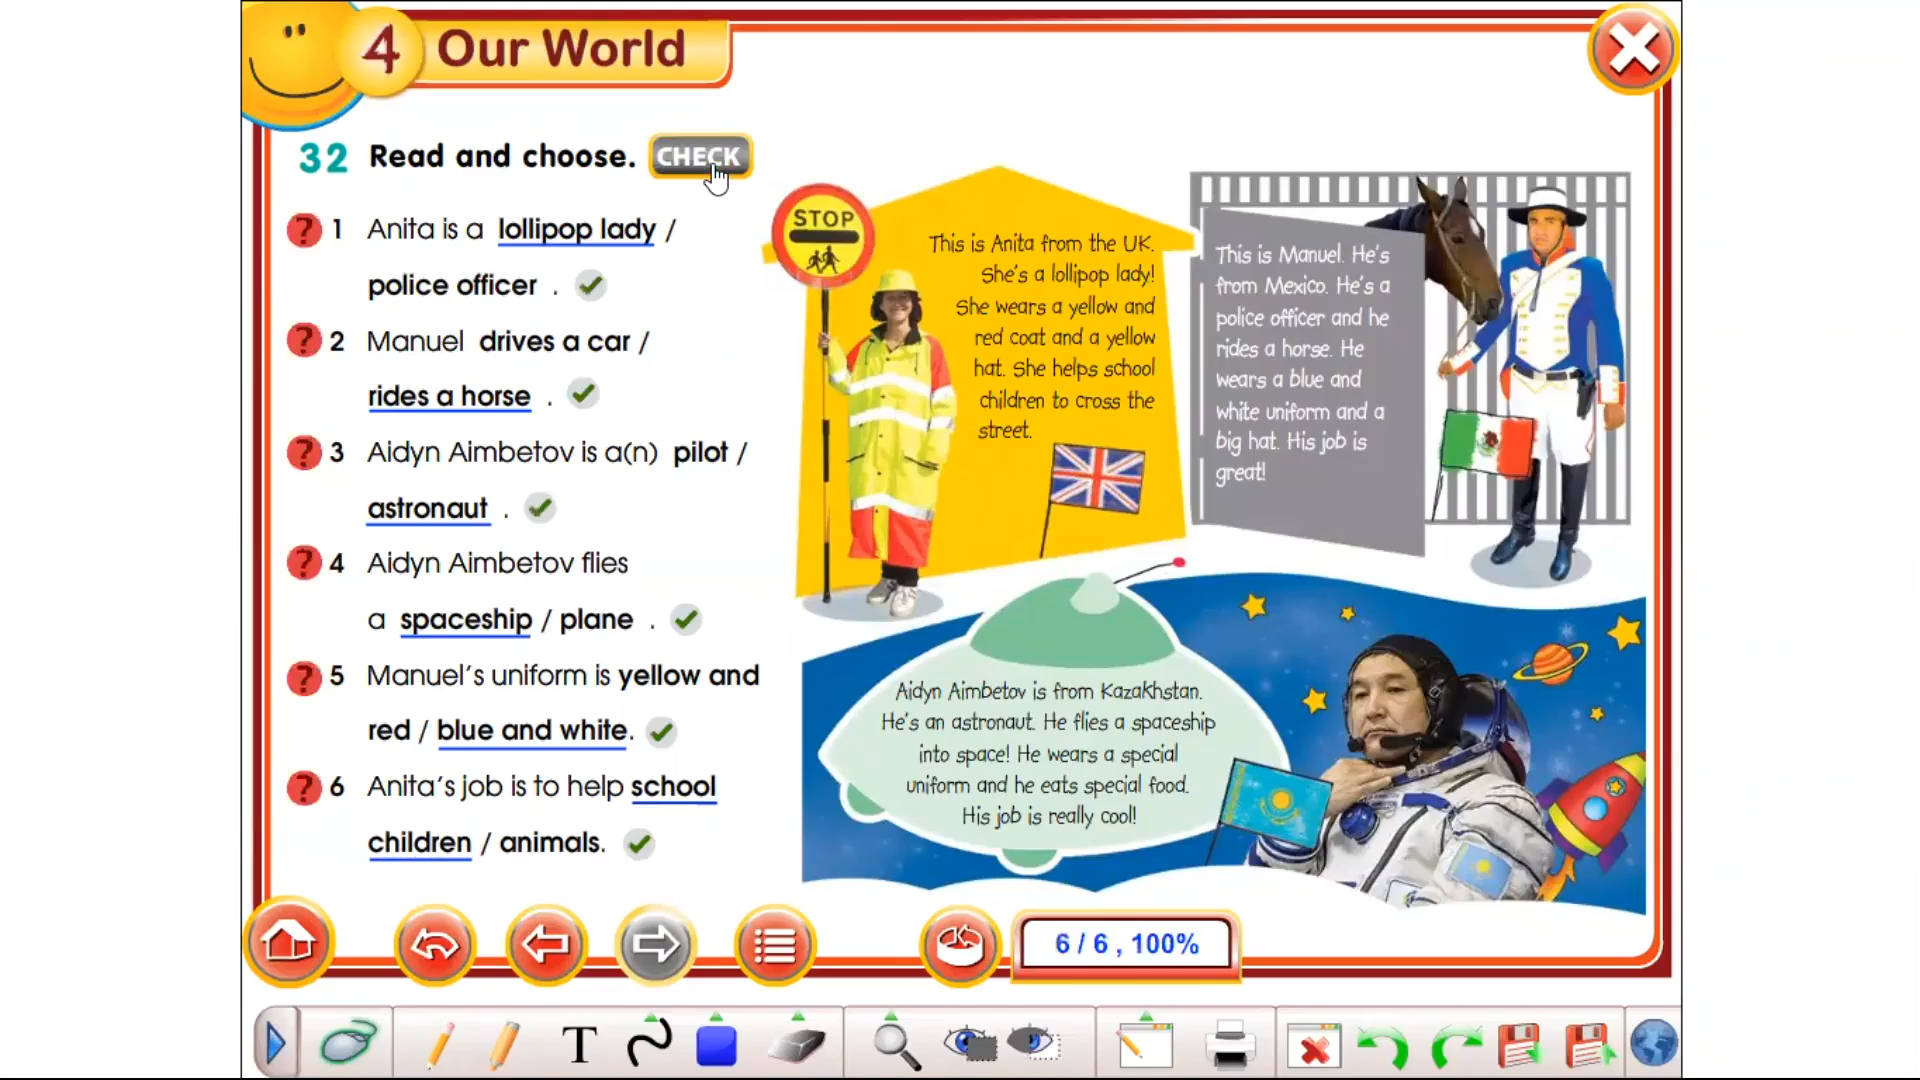 4 Our World
32 Read and choose. CHECK
? 1 Anita is a lollipop lady /
police officer .
? 2 Manuel drives a car /
rides a horse .
? 3 Aidyn Aimbetov is a(n) pilot /
astronaut .
? 4 Aidyn Aimbetov flies
a spaceship / plane .
? 5 Manuel’s uniform is yellow and
red / blue and white.
? 6 Anita’s job is to help school
children / animals.
STOP
This is Anita from the UK.
She's a lollipop lady!
She wears a yellow and
red coat and a yellow
hat. She helps school
children to cross the
street.
This is Manuel. He's
from Mexico. He's a
police officer and he
rides a horse. He
wears a blue and
white uniform and a
big hat. His job is
great!
Aidyn Aimbetov is from Kazakhstan.
He's an astronaut. He flies a spaceship
into space! He wears a special
uniform and he eats special food.
His job is really cool!
6 / 6 , 100%
T